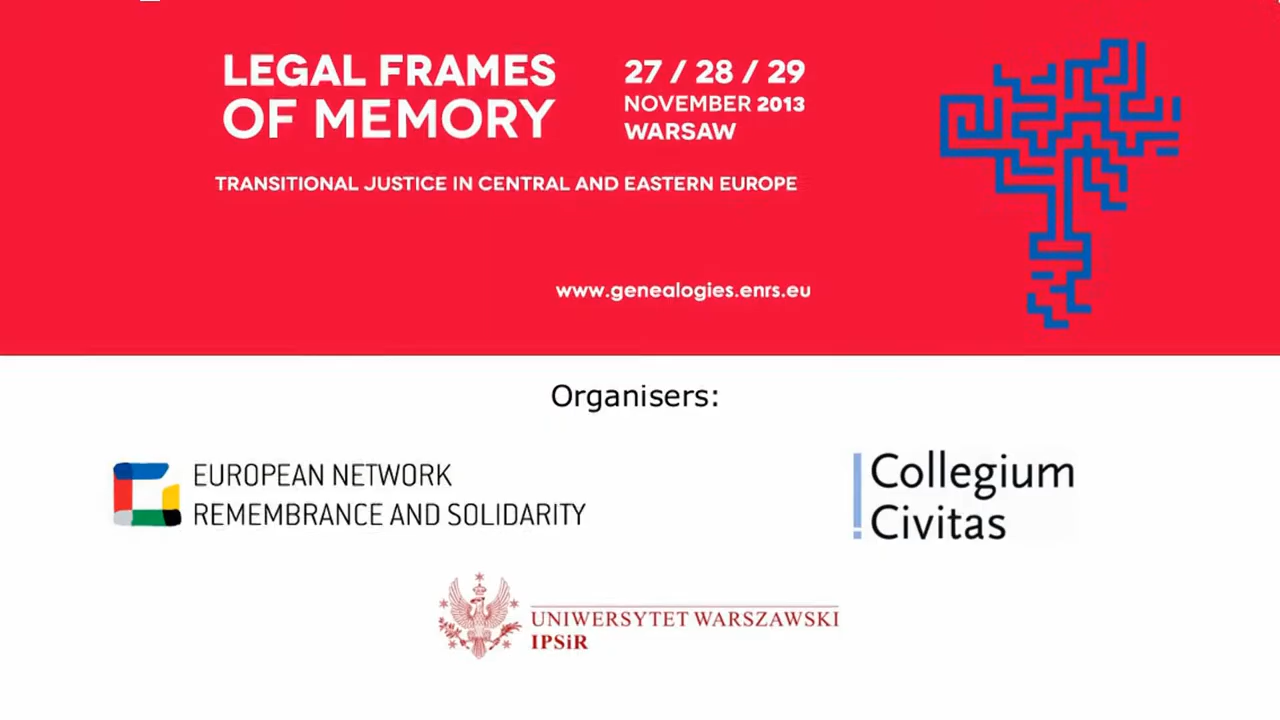 LEGAL FRAMES
OF MEMORY
27 / 28 / 29
NOVEMBER 2013
WARSAW
TRANSITIONAL JUSTICE IN CENTRAL AND EASTERN EUROPE
www.genealogies.enrs.eu
Organisers:
EUROPEAN NETWORK
REMEMBRANCE AND SOLIDARITY
Collegium
Civitas
UNIWERSYTET WARSZAWSKI
IPSiR